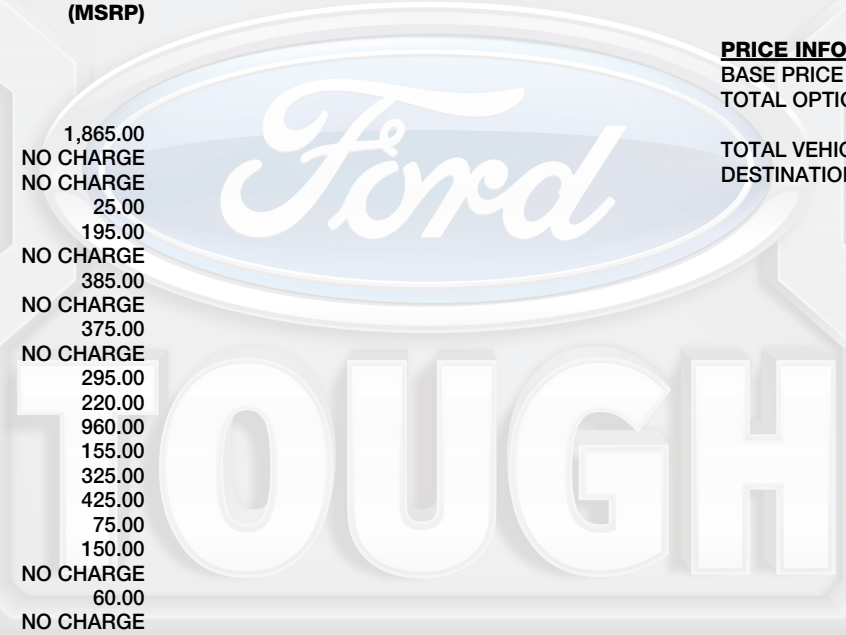 (MSRP)
1,865.00
NO CHARGE
NO CHARGE
25.00
195.00
NO CHARGE
385.00
NO CHARGE
375.00
NO CHARGE
295.00
220.00
960.00
155.00
325.00
425.00
75.00
150.00
NO CHARGE
60.00
NO CHARGE
PRICE INFO
BASE PRICE
TOTAL OPTIO
TOTAL VEHIC
DESTINATION
Ford
TOUGH